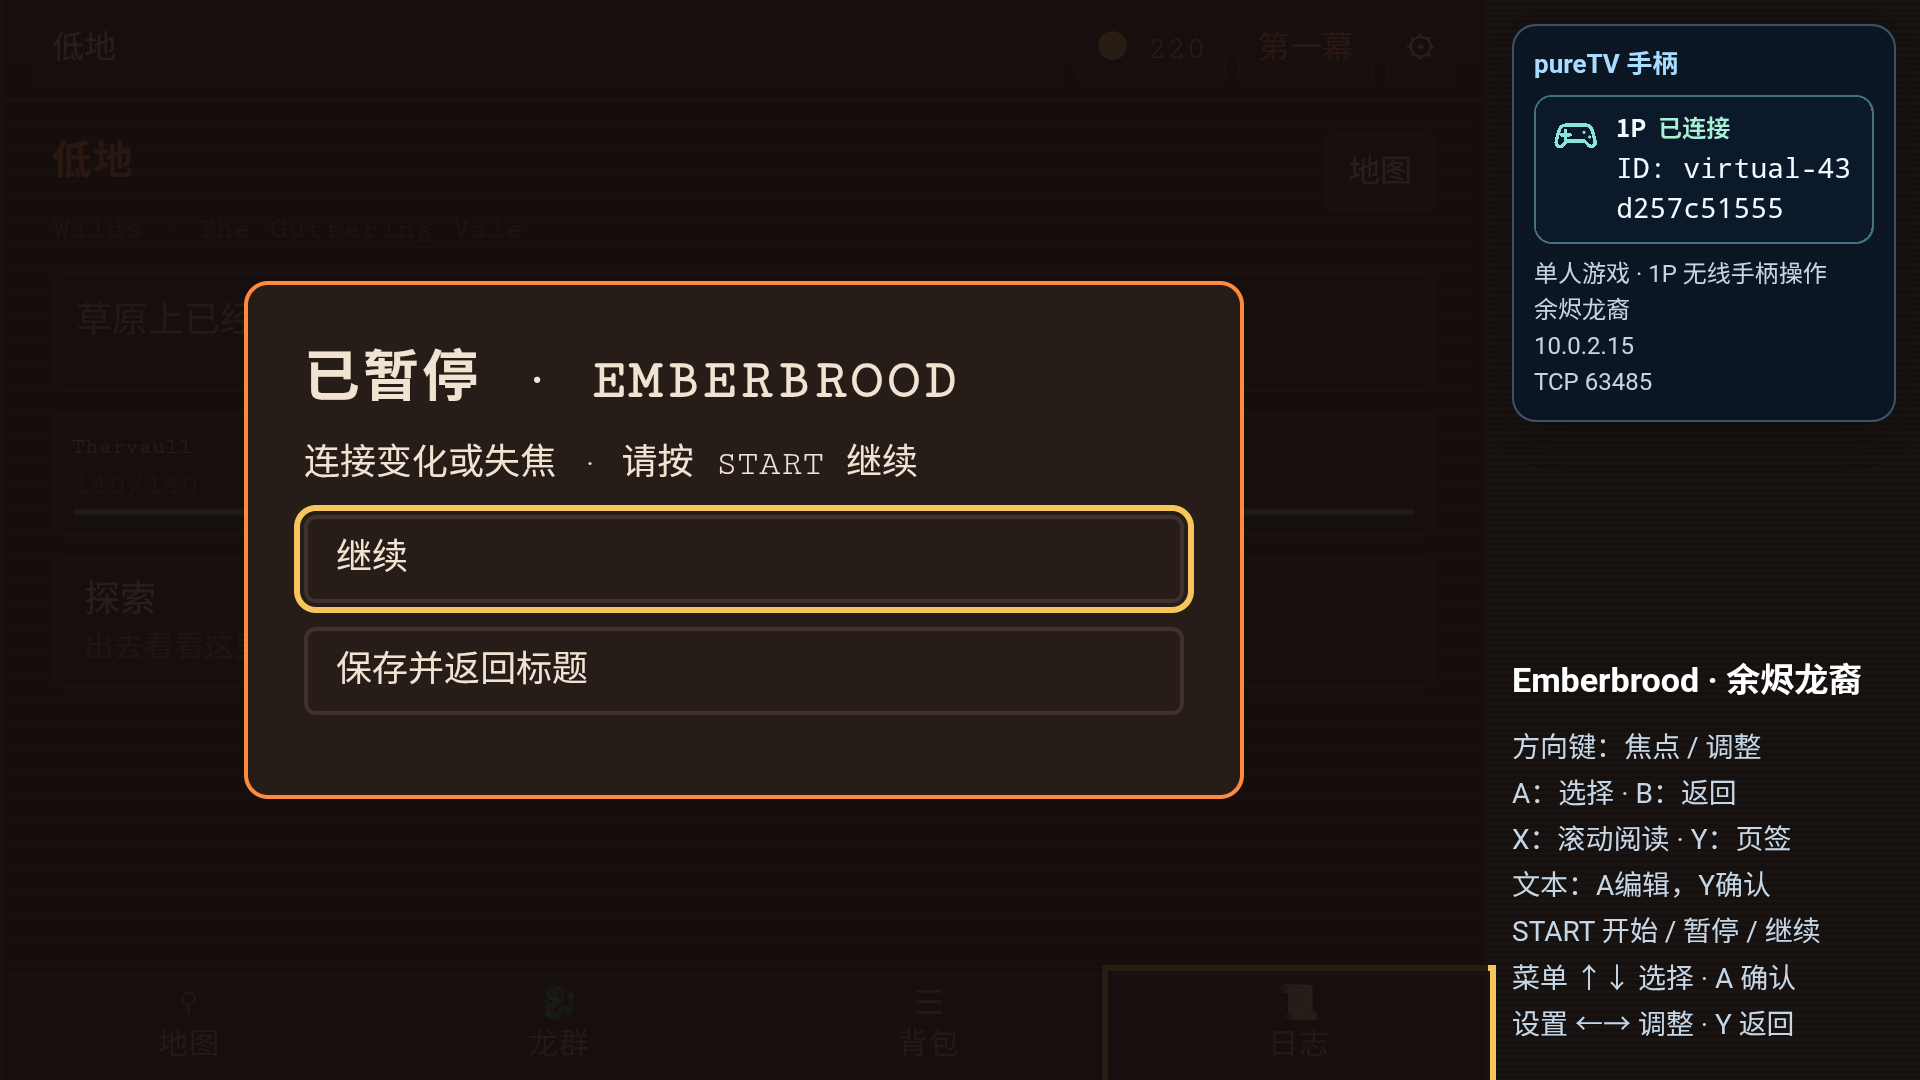 低地
220
第一幕
低地
地图
Wilds · The Guttering Vale
草原上已经
已暂停 · EMBERBROOD
连接变化或失焦 · 请按 START 继续
Tharvaull
140/140
继续
探索
出去看看这
保存并返回标题
地图
龙群
背包
日志
pureTV 手柄
1P 已连接
ID: virtual-43
d257c51555
单人游戏 · 1P 无线手柄操作
余烬龙裔
10.0.2.15
TCP 63485
Emberbrood · 余烬龙裔
方向键：焦点 / 调整
A：选择 · B：返回
X：滚动阅读 · Y：页签
文本：A编辑，Y确认
START 开始 / 暂停 / 继续
菜单 ↑↓ 选择 · A 确认
设置 ←→ 调整 · Y 返回